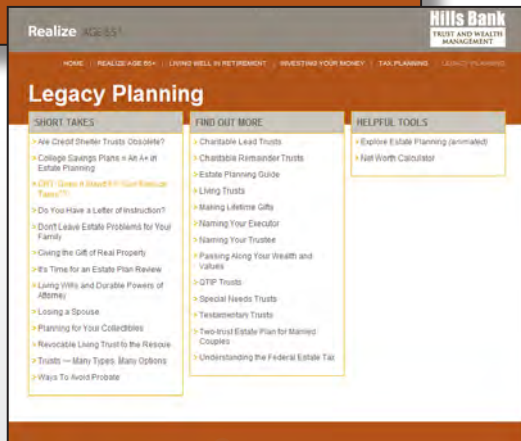 Realize AGE 55+
Hills Bank
TRUST AND WEALTH
MANAGEMENT
HOME | REALIZE AGE 55+ | LIVING WELL IN RETIREMENT | INVESTING YOUR MONEY | TAX PLANNING | LEGACY PLANNING
Legacy Planning
SHORT TAKES
> Are Credit Shelter Trusts Obsolete?
> College Savings Plans = An A+ in
Estate Planning
> Do You Have a Letter of Instruction?
> Don't Leave Estate Problems for Your
Family
> Giving the Gift of Real Property
> It's Time for an Estate Plan Review
> Living Wills and Durable Powers of
Attorney
> Losing a Spouse
> Planning for Your Collectibles
> Revocable Living Trust to the Rescue
> Trusts — Many Types, Many Options
> Ways To Avoid Probate
FIND OUT MORE
> Charitable Lead Trusts
> Charitable Remainder Trusts
> Estate Planning Guide
> Living Trusts
> Making Lifetime Gifts
> Naming Your Executor
> Naming Your Trustee
> Passing Along Your Wealth and
Values
> QTIP Trusts
> Special Needs Trusts
> Testamentary Trusts
> Two-trust Estate Plan for Married
Couples
> Understanding the Federal Estate Tax
HELPFUL TOOLS
> Explore Estate Planning (animated)
> Net Worth Calculator